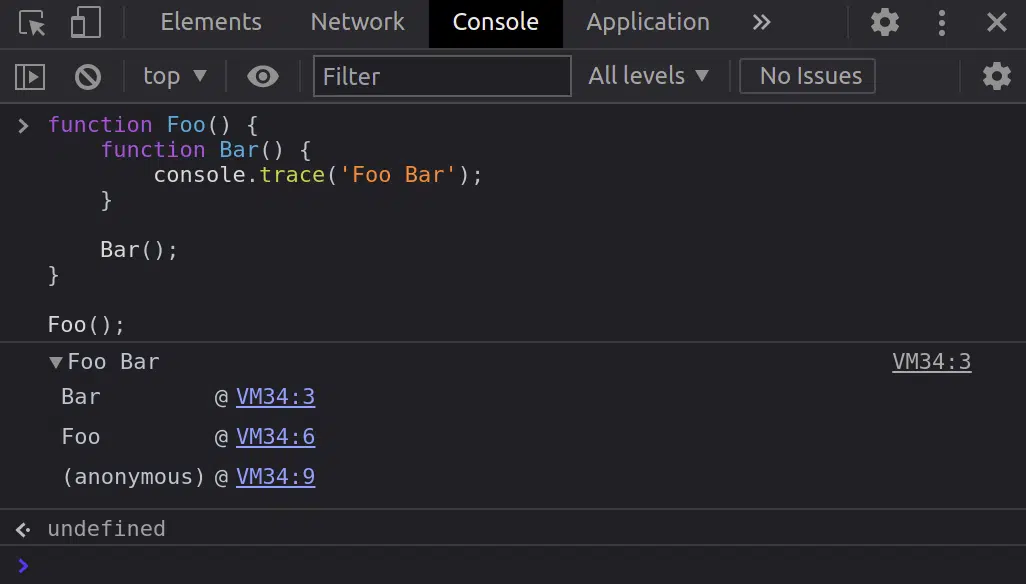 Elements Network Console Application
top Filter All levels No Issues
function Foo() {
    function Bar() {
        console.trace('Foo Bar');
    }

    Bar();
}

Foo();
Foo Bar VM34:3
Bar @ VM34:3
Foo @ VM34:6
(anonymous) @ VM34:9
undefined